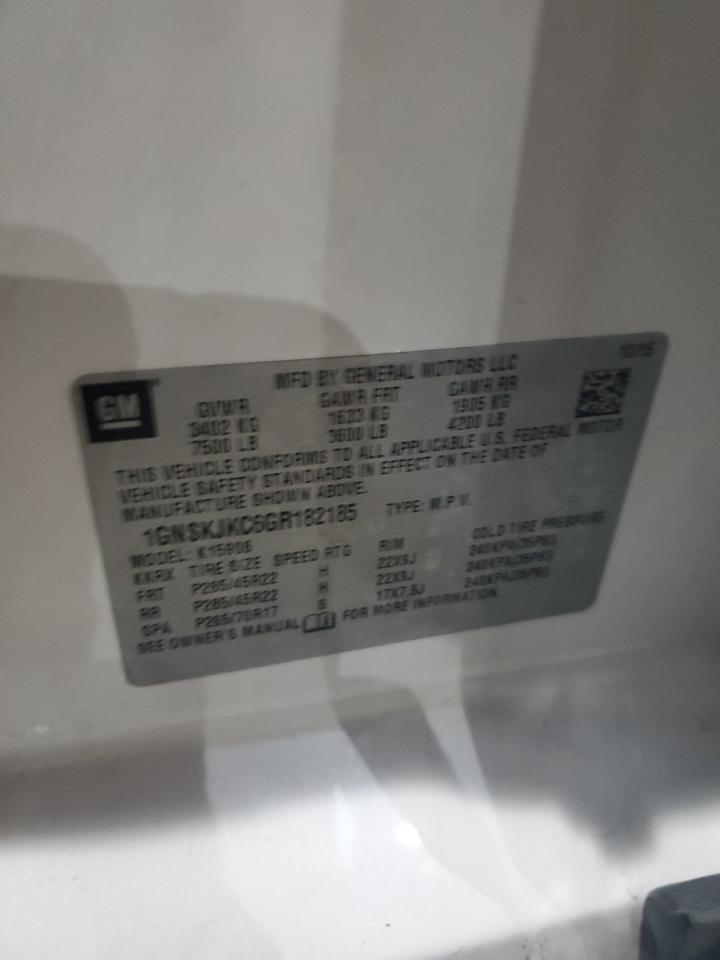 GM
MFD BY GENERAL MOTORS LLC 10/15
GVWR GAWR FRT GAWR RR
3402 KG 1633 KG 1905 KG
7500 LB 3600 LB 4200 LB
THIS VEHICLE CONFORMS TO ALL APPLICABLE U.S. FEDERAL MOTOR
VEHICLE SAFETY STANDARDS IN EFFECT ON THE DATE OF
MANUFACTURE SHOWN ABOVE.
1GNSKJKC6GR182185 TYPE: M.P.V.
MODEL: K15906
TIRE SIZE SPEED RTG RIM COLD TIRE PRESSURE
FRT P285/45R22 H 22X9J 240KPA(35PSI)
RR P285/45R22 H 22X9J 240KPA(35PSI)
SPA P265/70R17 S 17X7.5J 240KPA(35PSI)
SEE OWNER'S MANUAL FOR MORE INFORMATION.